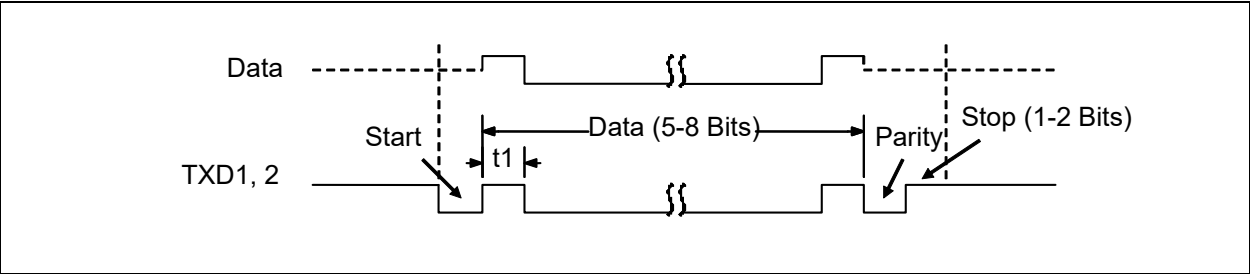 Data
Start
Data (5-8 Bits)
Parity
Stop (1-2 Bits)
t1
TXD1, 2